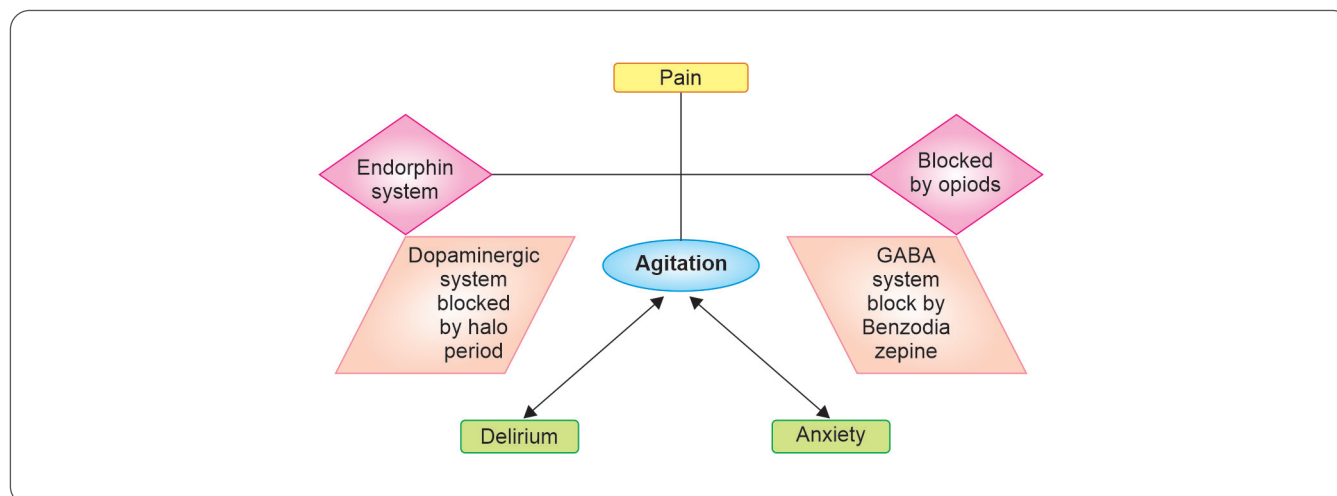 Pain
Endorphin
system
Blocked
by opiods
Dopaminergic
system
blocked
by halo
period
Agitation
GABA
system
block by
Benzodia
zepine
Delirium
Anxiety